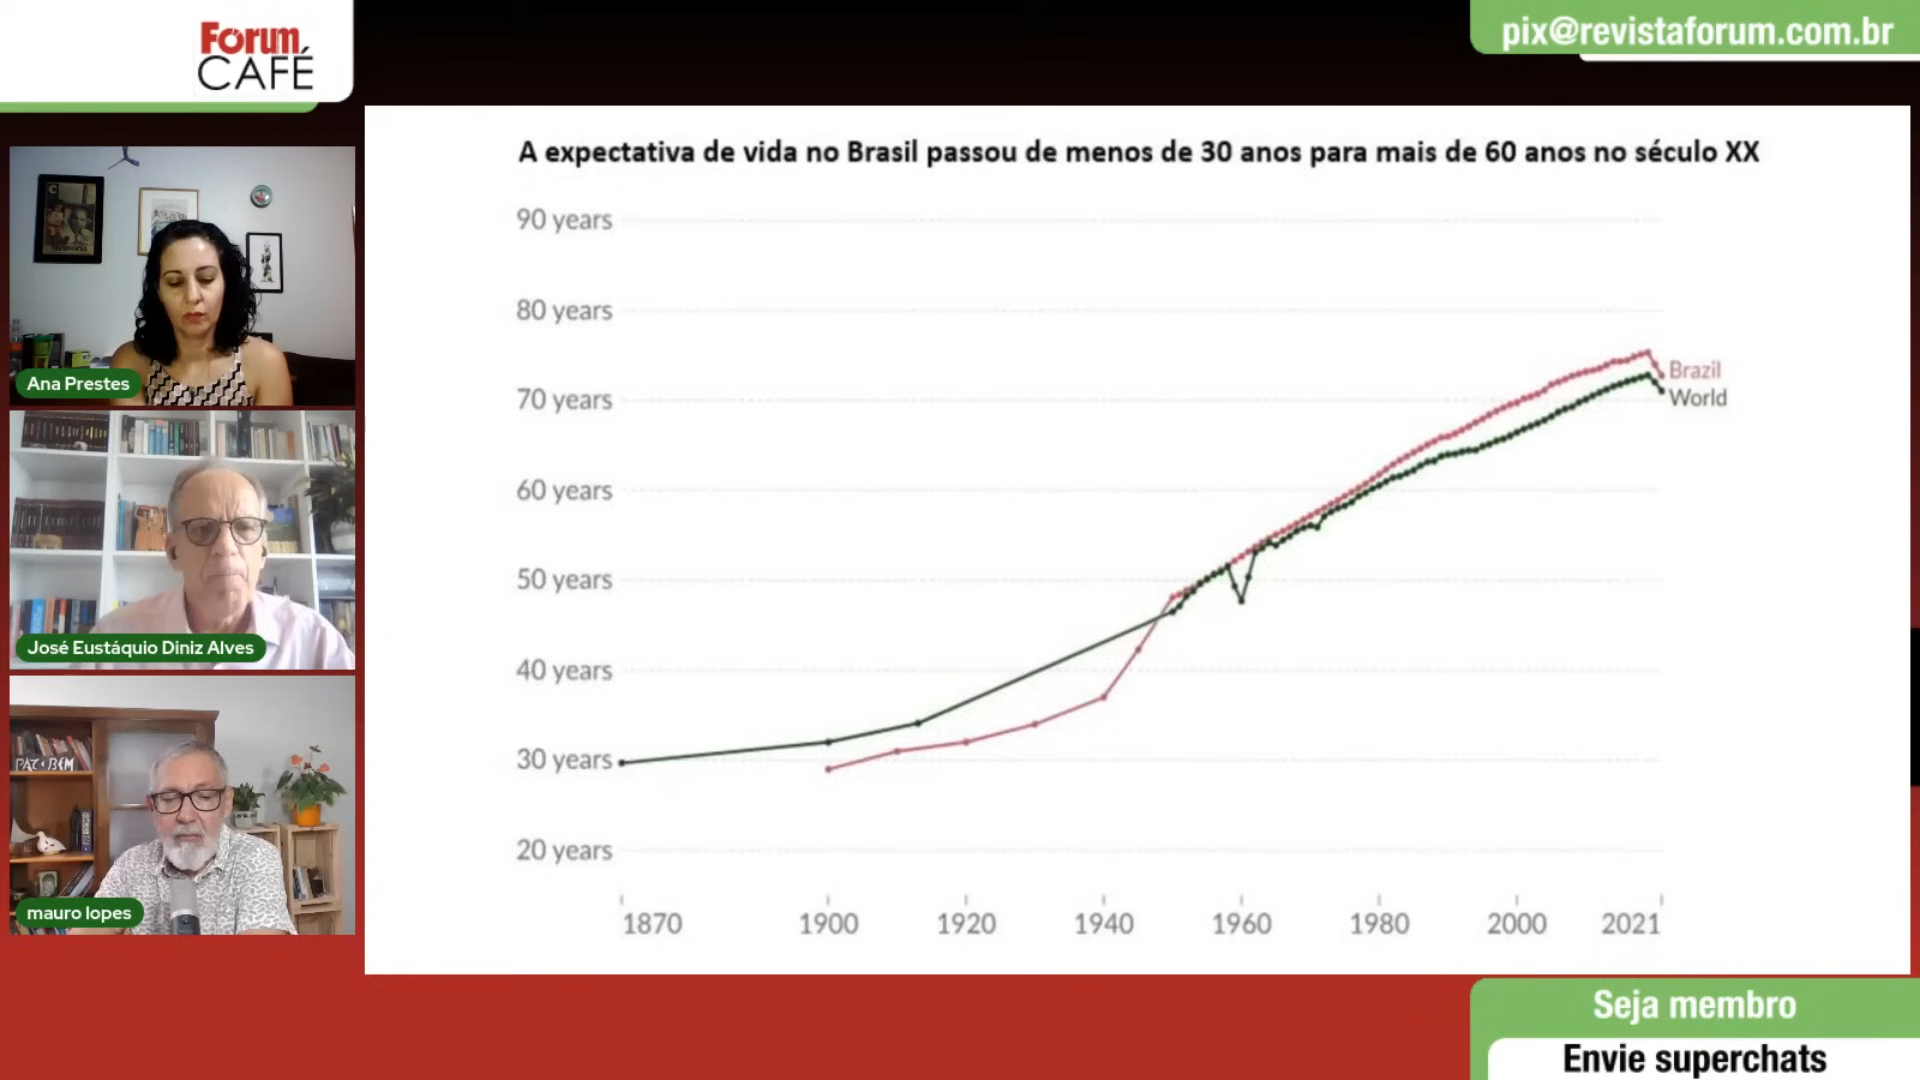 Forum
CAFÉ
pix@revistaforum.com.br
Ana Prestes
José Eustáquio Diniz Alves
PAZ E BEM
mauro lopes
A expectativa de vida no Brasil passou de menos de 30 anos para mais de 60 anos no século XX
90 years
80 years
70 years
60 years
50 years
40 years
30 years
20 years
Brazil
World
1870 1900 1920 1940 1960 1980 2000 2021
Seja membro
Envie superchats